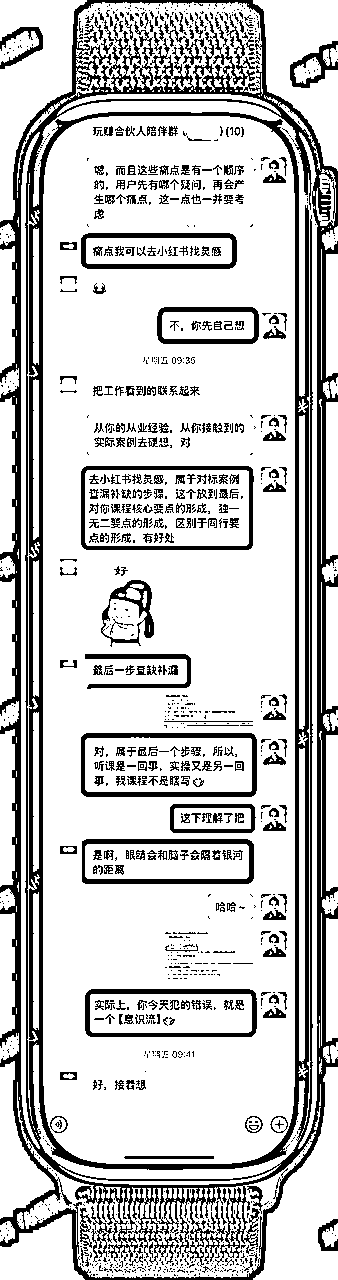 玩赚合伙人陪伴群
(10)
嗯，而且这些痛点是有一个顺序
的，用户先有哪个疑问，再会产
生哪个痛点，这一点也一并要考
虑
痛点我可以去小红书找灵感
不，你先自己想
星期五 09:36
把工作看到的联系起来
从你的从业经验，从你接触到的
实际案例去硬想，对
去小红书找灵感，属于对标案例
查漏补缺的步骤，这个放到最后，
对你课程核心要点的形成，独一
无二要点的形成，区别于同行要
点的形成，有好处
好
最后一步查缺补漏
对，属于最后一个步骤，所以，
听课是一回事，实操又是另一回
事，我课程不是瞎写
这下理解了把
是啊，眼睛会和脑子会隔着银河
的距离
哈哈~
实际上，你今天犯的错误，就是
一个【意识流】
星期五 09:41
好，接着想